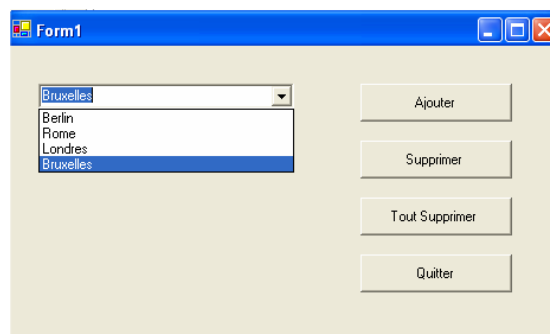 Form1
Bruxelles
Berlin
Rome
Londres
Bruxelles
Ajouter
Supprimer
Tout Supprimer
Quitter